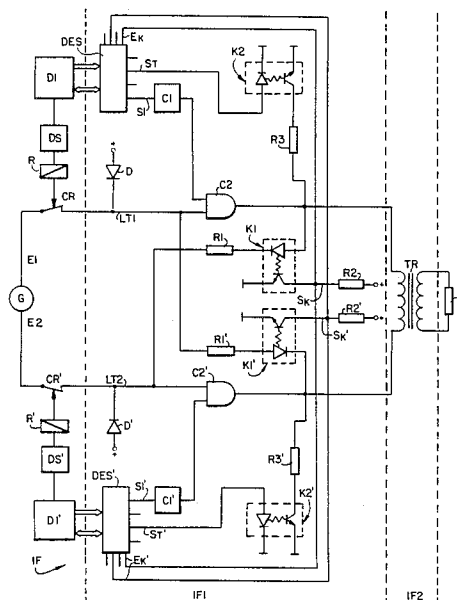 DES
EK
ST
DI
SI
CI
K2
DS
R
D
R3
CR
C2
LT1
E1
R1
K1
TR
R2
+
G
SK
E2
R2'
+
R1'
SK'
CR'
LT2
C2'
K1'
R'
D'
R3'
DS'
DES'
SI'
CI'
DI'
ST'
K2'
EK'
IF
IF1
IF2